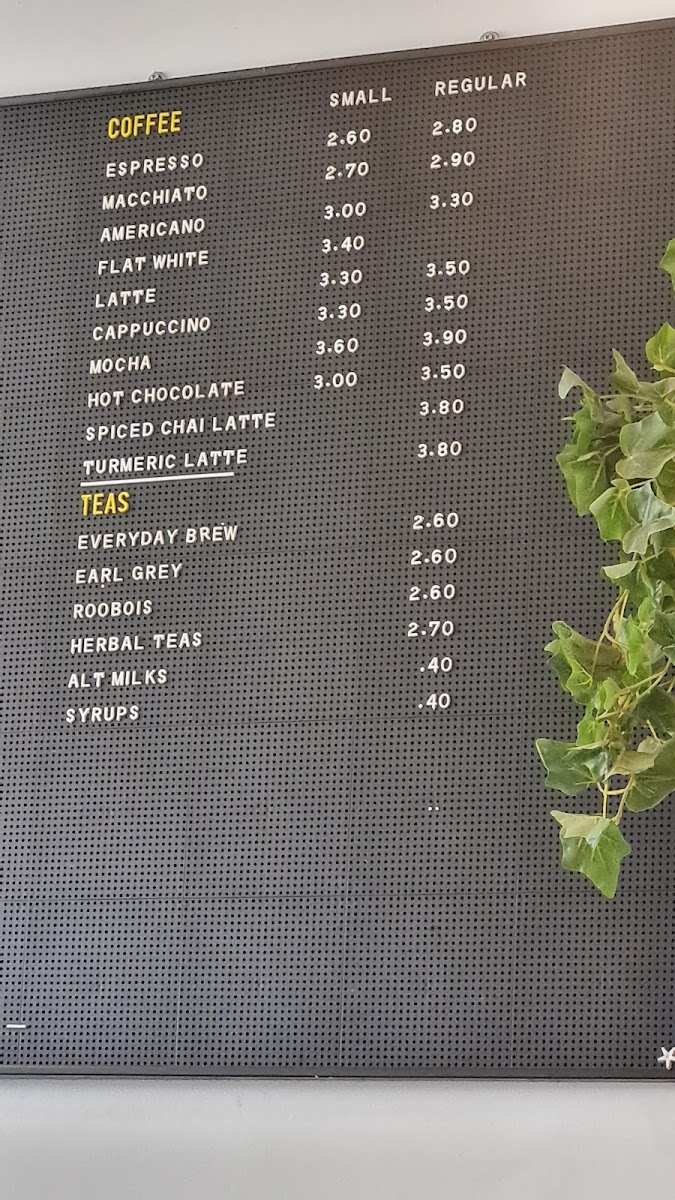 SMALL REGULAR
COFFEE
ESPRESSO 2.60 2.80
MACCHIATO 2.70 2.90
AMERICANO 3.00 3.30
FLAT WHITE 3.40
LATTE 3.30 3.50
CAPPUCCINO 3.30 3.50
MOCHA 3.60 3.90
HOT CHOCOLATE 3.00 3.50
SPICED CHAI LATTE 3.80
TURMERIC LATTE 3.80
TEAS
EVERYDAY BREW 2.60
EARL GREY 2.60
ROOBOIS 2.60
HERBAL TEAS 2.70
ALT MILKS .40
SYRUPS .40